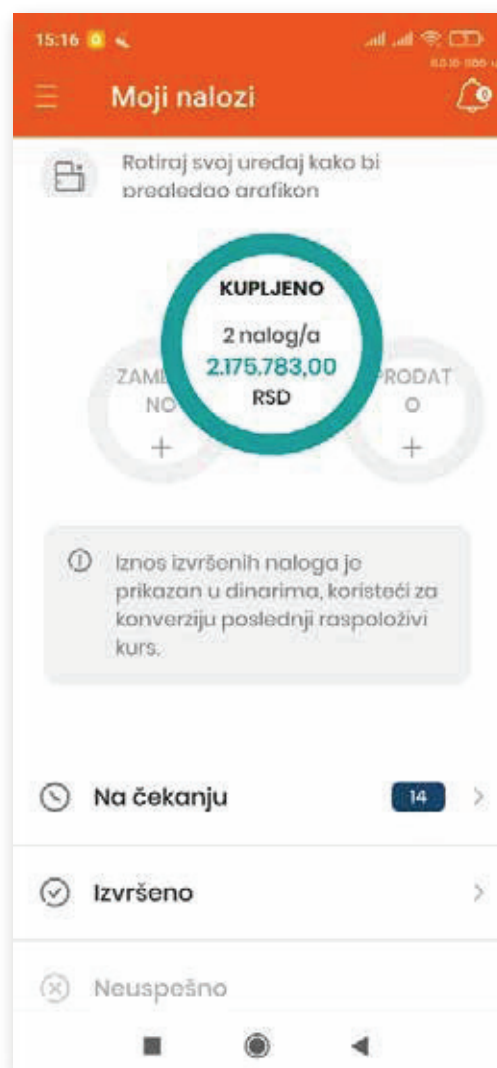 15:16
Moji nalozi
0
Rotiraj svoj uređaj kako bi
pregledao grafikon
KUPLJENO
2 nalog/a
2.175.783,00
RSD
NO
+
PRODAT
O
+
Iznos izvršenih naloga je
prikazan u dinarima, koristeći za
konverziju poslednji raspoloživi
kurs.
Na čekanju
14
Izvršeno
Neuspešno